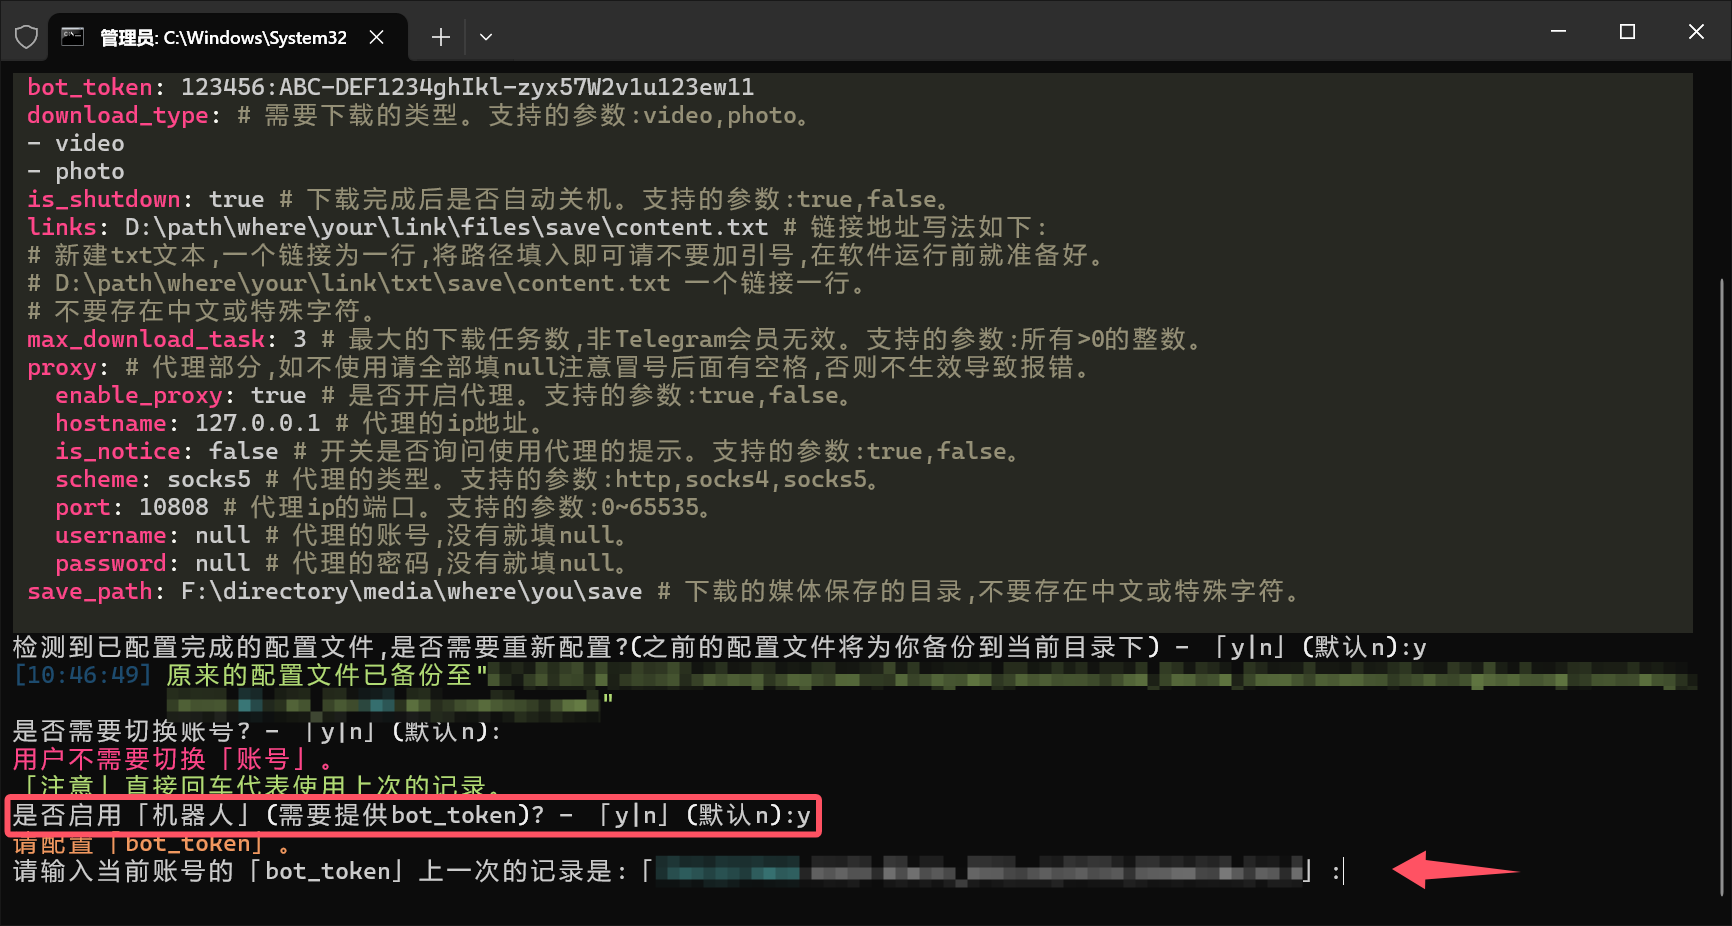 管理员: C:\Windows\System32
bot_token: 123456:ABC-DEF1234ghIkl-zyx57W2v1u123ew11
download_type: # 需要下载的类型。支持的参数:video,photo。
- video
- photo
is_shutdown: true # 下载完成后是否自动关机。支持的参数:true,false。
links: D:\path\where\your\link\files\save\content.txt # 链接地址写法如下:
# 新建txt文本,一个链接为一行,将路径填入即可请不要加引号,在软件运行前就准备好。
# D:\path\where\your\link\txt\save\content.txt 一个链接一行。
# 不要存在中文或特殊字符。
max_download_task: 3 # 最大的下载任务数,非Telegram会员无效。支持的参数:所有>0的整数。
proxy: # 代理部分,如不使用请全部填null注意冒号后面有空格,否则不生效导致报错。
  enable_proxy: true # 是否开启代理。支持的参数:true,false。
  hostname: 127.0.0.1 # 代理的ip地址。
  is_notice: false # 开关是否询问使用代理的提示。支持的参数:true,false。
  scheme: socks5 # 代理的类型。支持的参数:http,socks4,socks5。
  port: 10808 # 代理ip的端口。支持的参数:0~65535。
  username: null # 代理的账号,没有就填null。
  password: null # 代理的密码,没有就填null。
save_path: F:\directory\media\where\you\save # 下载的媒体保存的目录,不要存在中文或特殊字符。
检测到已配置完成的配置文件,是否需要重新配置?(之前的配置文件将为你备份到当前目录下) - 「y|n」(默认n):y
[10:46:49] 原来的配置文件已备份至"
"
是否需要切换账号? - 「y|n」(默认n):
用户不需要切换「账号」。
「注意」直接回车代表使用上次的记录。
是否启用「机器人」(需要提供bot_token)? - 「y|n」(默认n):y
请配置「bot_token」。
请输入当前账号的「bot_token」上一次的记录是:「」: